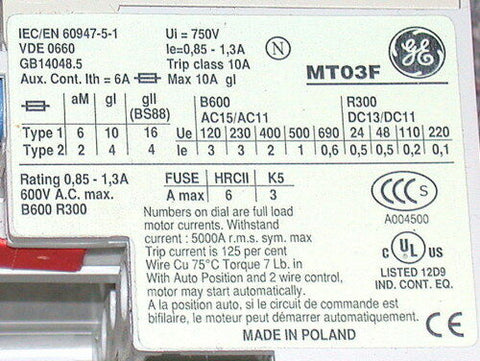 IEC/EN 60947-5-1 Ui = 750V
VDE 0660 Ie=0,85 - 1,3A N
GB14048.5 Trip class 10A
Aux. Cont. Ith = 6A Max 10A gl
GE
MT03F
aM gl gll (BS88)
Type 1 6 10 16
Type 2 2 4 4
B600 R300
AC15/AC11 DC13/DC11
Ue 120 230 400 500 690 24 48 110 220
Ie 3 3 2 1 0,6 0,5 0,5 0,2 0,1
Rating 0,85 - 1,3A
600V A.C. max.
B600 R300
FUSE HRCII K5
A max 6 3
Numbers on dial are full load
motor currents. Withstand
current : 5000A r.m.s. sym. max
Trip current is 125 per cent
Wire Cu 75°C Torque 7 Lb. in
With Auto Position and 2 wire control,
motor may start automatically.
A la position auto, si le circuit de commande est
bifilaire, le moteur peut démarrer automatiquement.
MADE IN POLAND
CCC S
A004500
C UL US
LISTED 12D9
IND. CONT. EQ.
CE